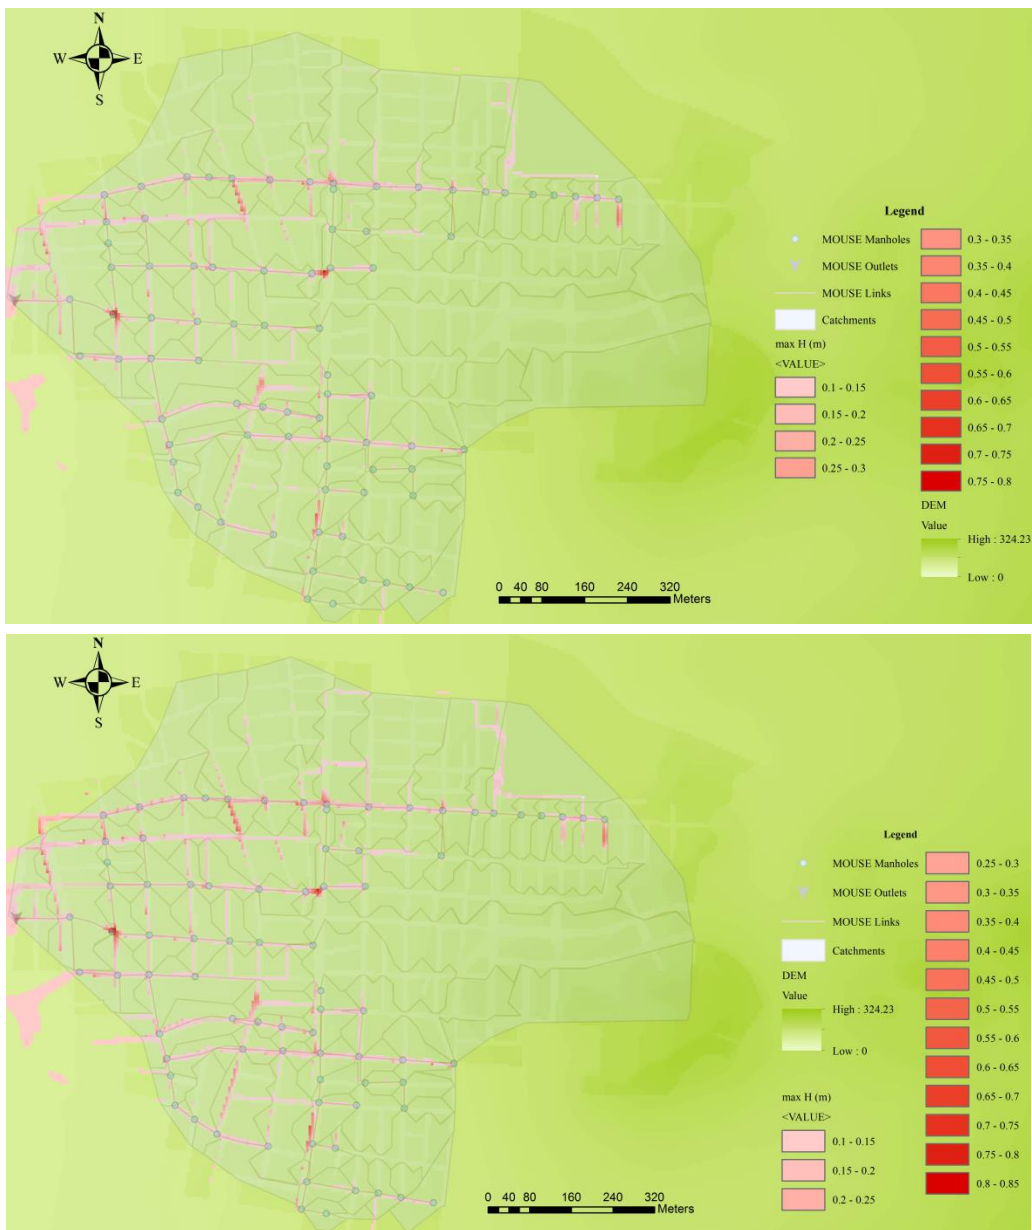 N
W E
S
Legend
MOUSE Manholes
MOUSE Outlets
MOUSE Links
Catchments
max H (m)
<VALUE>
0.1 - 0.15
0.15 - 0.2
0.2 - 0.25
0.25 - 0.3
0.3 - 0.35
0.35 - 0.4
0.4 - 0.45
0.45 - 0.5
0.5 - 0.55
0.55 - 0.6
0.6 - 0.65
0.65 - 0.7
0.7 - 0.75
0.75 - 0.8
DEM
Value
High : 324.23
Low : 0
0 40 80 160 240 320
Meters
N
W E
S
Legend
MOUSE Manholes
MOUSE Outlets
MOUSE Links
Catchments
DEM
Value
High : 324.23
Low : 0
max H (m)
<VALUE>
0.1 - 0.15
0.15 - 0.2
0.2 - 0.25
0.25 - 0.3
0.3 - 0.35
0.35 - 0.4
0.4 - 0.45
0.45 - 0.5
0.5 - 0.55
0.55 - 0.6
0.6 - 0.65
0.65 - 0.7
0.7 - 0.75
0.75 - 0.8
0.8 - 0.85
0 40 80 160 240 320
Meters